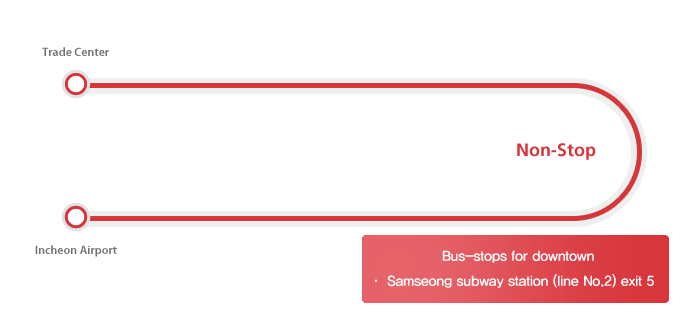 Trade Center
Non-Stop
Incheon Airport
Bus-stops for downtown
· Samseong subway station (line No.2) exit 5